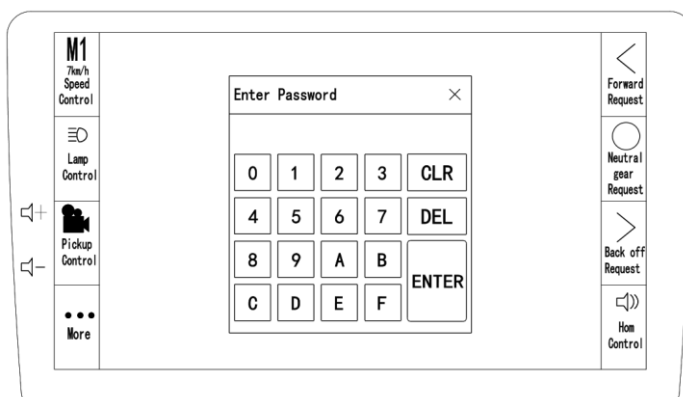 M1
7km/h
Speed
Control
Lamp
Control
Pickup
Control
More
Enter Password
0 1 2 3 CLR
4 5 6 7 DEL
8 9 A B
ENTER
C D E F
Forward
Request
Neutral
gear
Request
Back off
Request
Hom
Control